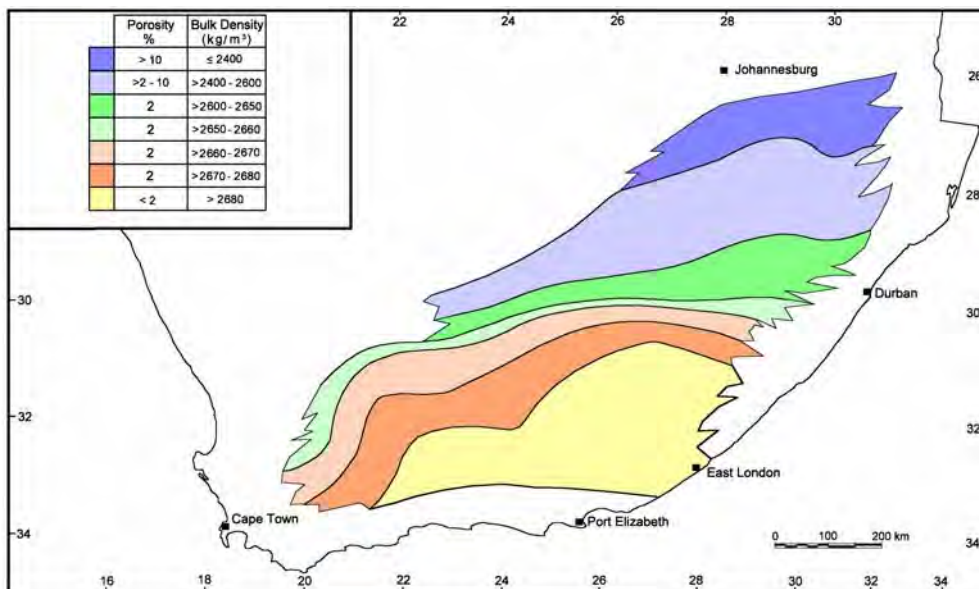 22 24 26 28 30
Porosity % Bulk Density (kg/m³)
> 10 ≤ 2400
>2 - 10 >2400 - 2600
2 >2600 - 2650
2 >2650 - 2660
2 >2660 - 2670
2 >2670 - 2680
< 2 > 2680
Johannesburg
26
28
30
Durban
30
32
32
East London
Cape Town
Port Elizabeth
34
34
0 100 200 km
16 18 20 22 24 26 28 30 32 34